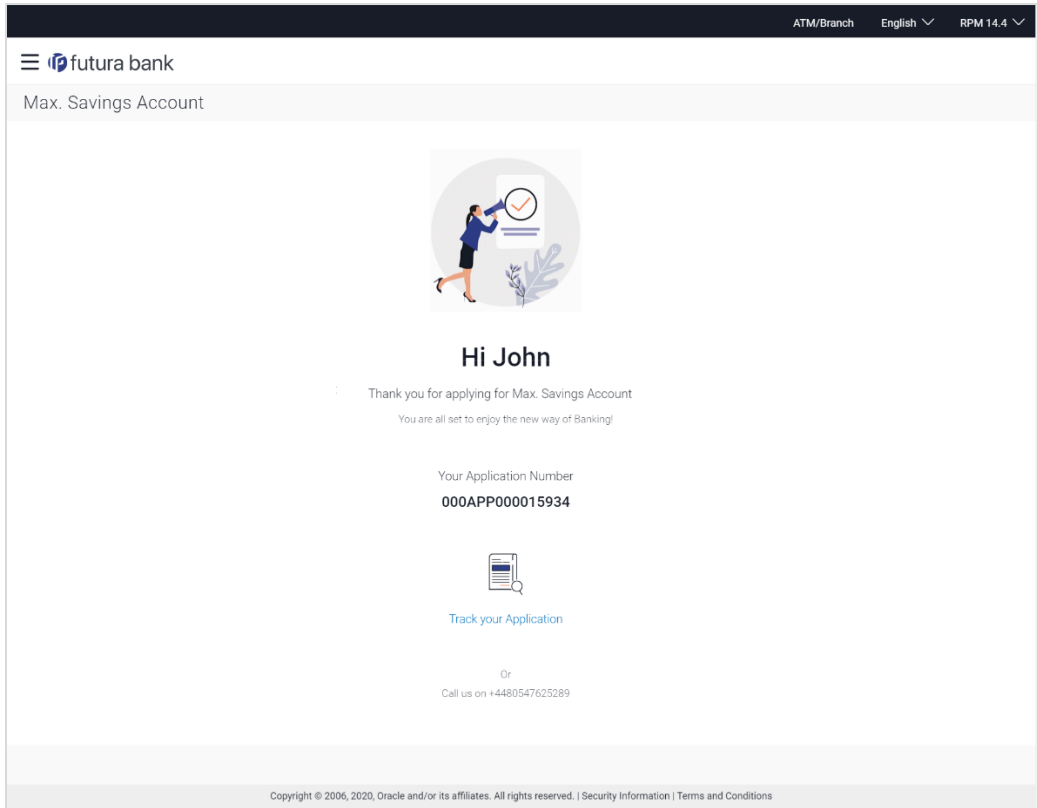 ATM/Branch English RPM 14.4
futura bank
Max. Savings Account
Hi John
Thank you for applying for Max. Savings Account
You are all set to enjoy the new way of Banking!
Your Application Number
000APP000015934
Track your Application
Or
Call us on +4480547625289
Copyright © 2006, 2020, Oracle and/or its affiliates. All rights reserved. | Security Information | Terms and Conditions